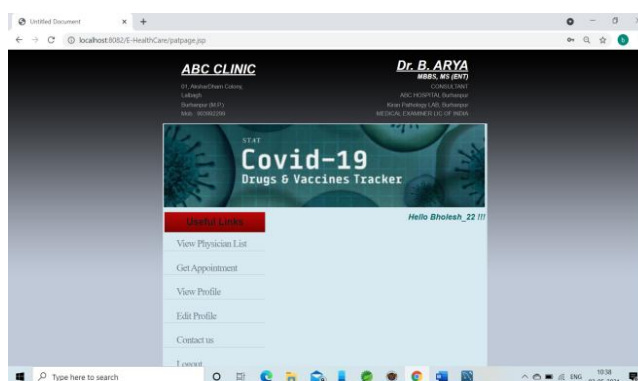 Untitled Document
localhost:8082/E-HealthCare/patpage.jsp
ABC CLINIC
Dr. B. ARYA
MBBS, MS (ENT)
01, AksharDham Colony,
CONSULTANT
Lalbagh
ABC HOSPITAL Burhanpur
Burhanpur (M.P.)
Kiran Pathology LAB, Burhanpur
MEDICAL EXAMINER LIC OF INDIA
STAT
Covid-19
Drugs & Vaccines Tracker
Useful Links
Hello Bholesh_22 !!!
View Physician List
Get Appointment
View Profile
Edit Profile
Contact us
Logout
Type here to search
ENG
10:38